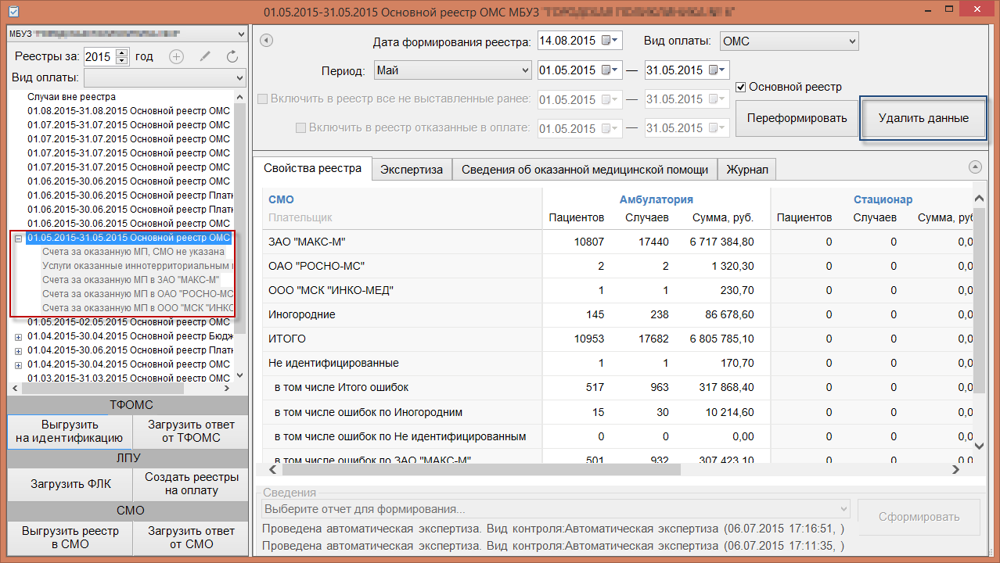 01.05.2015-31.05.2015 Основной реестр ОМС МБУЗ
МБУЗ
Реестры за: 2015 год
Вид оплаты:
Случаи вне реестра
01.08.2015-31.08.2015 Основной реестр ОМС
01.07.2015-31.07.2015 Основной реестр ОМС
01.07.2015-31.07.2015 Основной реестр ОМС
01.07.2015-31.07.2015 Основной реестр ОМС
01.07.2015-31.07.2015 Основной реестр ОМС
01.06.2015-30.06.2015 Основной реестр ОМС
01.06.2015-30.06.2015 Основной реестр Платн
01.06.2015-30.06.2015 Основной реестр Платн
01.06.2015-30.06.2015 Основной реестр ОМС
01.05.2015-31.05.2015 Основной реестр ОМС
Счета за оказанную МП, СМО не указана
Услуги оказанные иннотерриториальным
Счета за оказанную МП в ЗАО "МАКС-М"
Счета за оказанную МП в ОАО "РОСНО-МС
Счета за оказанную МП в ООО "МСК "ИНКО
01.05.2015-02.05.2015 Основной реестр ОМС
01.04.2015-30.04.2015 Основной реестр Бюдж
01.04.2015-30.06.2015 Основной реестр Платн
01.04.2015-30.04.2015 Основной реестр ОМС
01.03.2015-31.03.2015 Основной реестр ОМС
ТФОМС
Выгрузить
на идентификацию
Загрузить ответ
от ТФОМС
ЛПУ
Загрузить ФЛК
Создать реестры
на оплату
СМО
Выгрузить реестр
в СМО
Загрузить ответ
от СМО
Дата формирования реестра: 14.08.2015 Вид оплаты: ОМС
Период: Май 01.05.2015 — 31.05.2015
Основной реестр
Включить в реестр все не выставленные ранее: 01.05.2015 — 31.05.2015
Включить в реестр отказанные в оплате: 01.05.2015 — 31.05.2015
Переформировать
Удалить данные
Свойства реестра Экспертиза Сведения об оказанной медицинской помощи Журнал
СМО Амбулатория Стационар
Плательщик Пациентов Случаев Сумма, руб. Пациентов Случаев Сумма, руб
ЗАО "МАКС-М" 10807 17440 6 717 384,80 0 0 0,0
ОАО "РОСНО-МС" 2 2 1 320,30 0 0 0,0
ООО "МСК "ИНКО-МЕД" 1 1 230,70 0 0 0,0
Иногородние 145 238 86 678,60 0 0 0,0
ИТОГО 10953 17682 6 805 785,10 0 0 0,0
Не идентифицированные 1 1 170,70 0 0 0,0
в том числе Итого ошибок 517 963 317 868,40 0 0 0,0
в том числе ошибок по Иногородним 15 30 10 214,60 0 0 0,0
в том числе ошибок по Не идентифицированным 0 0 0,00 0 0 0,0
в том числе ошибок по ЗАО "МАКС-М" 501 932 307 423,10 0 0 0,0
Сведения
Выберите отчет для формирования...
Сформировать
Проведена автоматическая экспертиза. Вид контроля:Автоматическая экспертиза (06.07.2015 17:16:51, )
Проведена автоматическая экспертиза. Вид контроля:Автоматическая экспертиза (06.07.2015 17:11:35, )